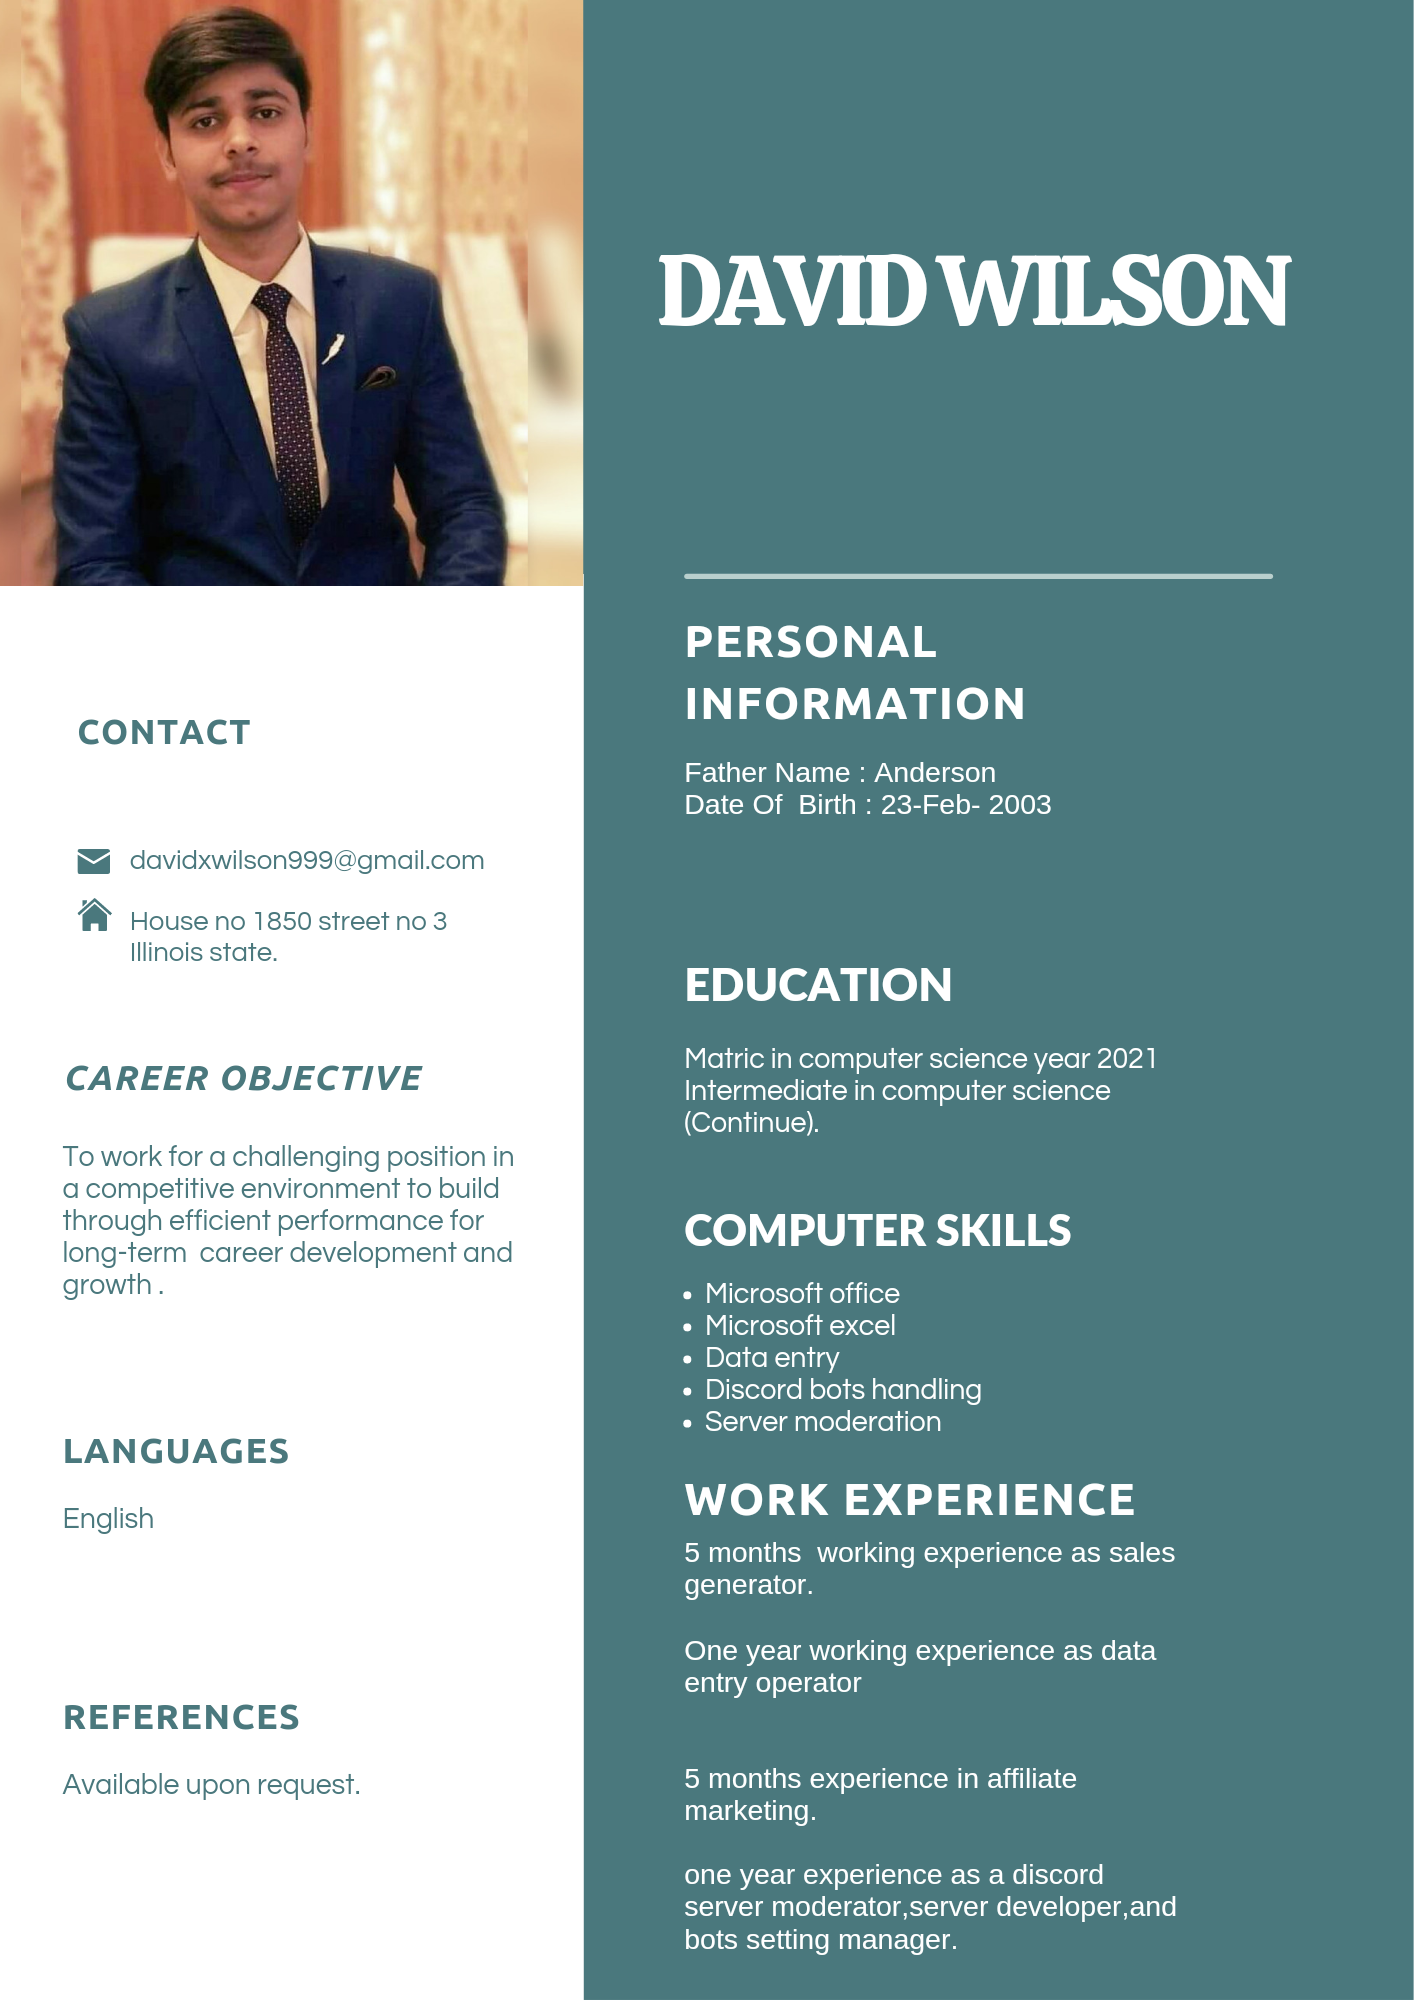 DAVID WILSON
CONTACT
davidxwilson999@gmail.com
House no 1850 street no 3
Illinois state.
CAREER OBJECTIVE
To work for a challenging position in
a competitive environment to build
through efficient performance for
long-term  career development and
growth .
LANGUAGES
English
REFERENCES
Available upon request.
PERSONAL
INFORMATION
Father Name : Anderson
Date Of  Birth : 23-Feb- 2003
EDUCATION
Matric in computer science year 2021
Intermediate in computer science
(Continue).
COMPUTER SKILLS
• Microsoft office
• Microsoft excel
• Data entry
• Discord bots handling
• Server moderation
WORK EXPERIENCE
5 months  working experience as sales
generator.
One year working experience as data
entry operator
5 months experience in affiliate
marketing.
one year experience as a discord
server moderator,server developer,and
bots setting manager.